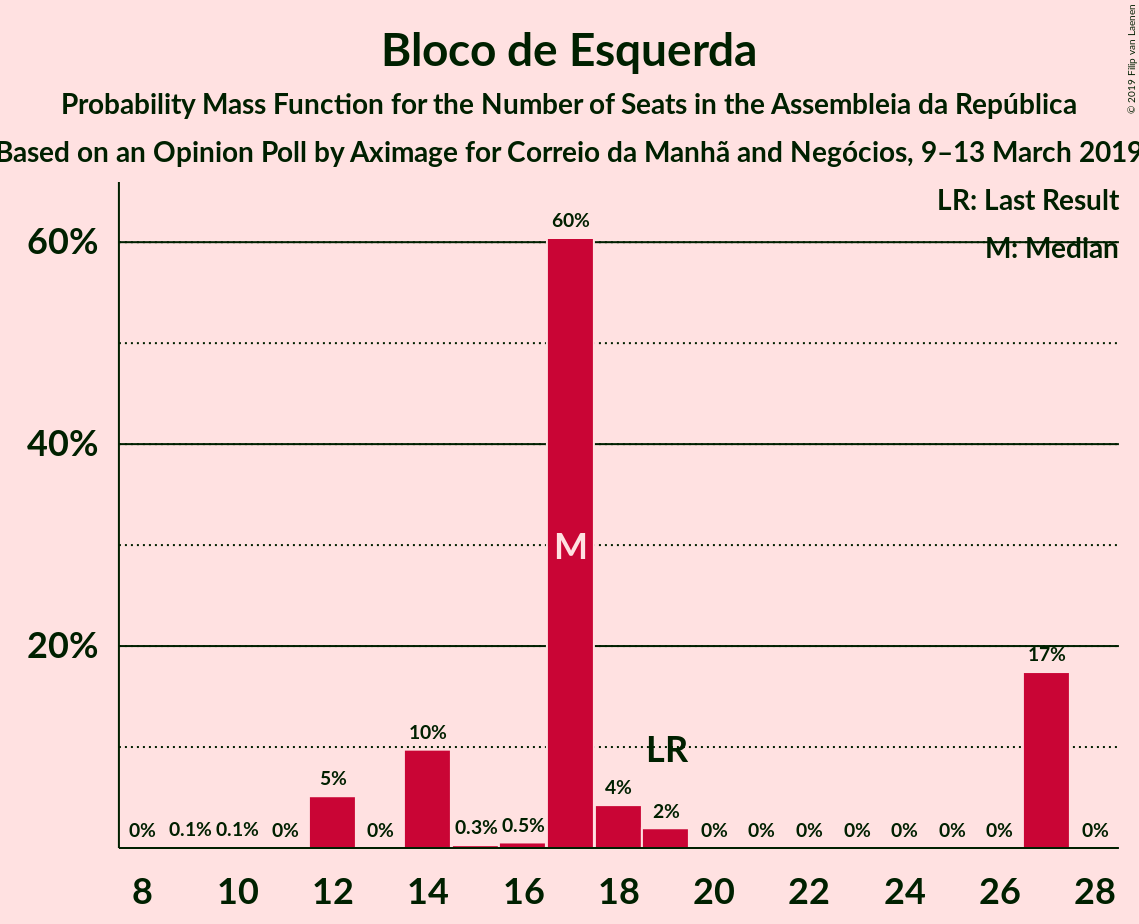 Bloco de Esquerda
Probability Mass Function for the Number of Seats in the Assembleia da República
Based on an Opinion Poll by Aximage for Correio da Manhã and Negócios, 9–13 March 2019
© 2019 Filip van Laenen
LR: Last Result
M: Median
60%
40%
20%
0% 0.1% 0.1% 0% 5% 0% 10% 0.3% 0.5% 60% 4% 2% 0% 0% 0% 0% 0% 0% 0% 17% 0%
M
LR
8 10 12 14 16 18 20 22 24 26 28